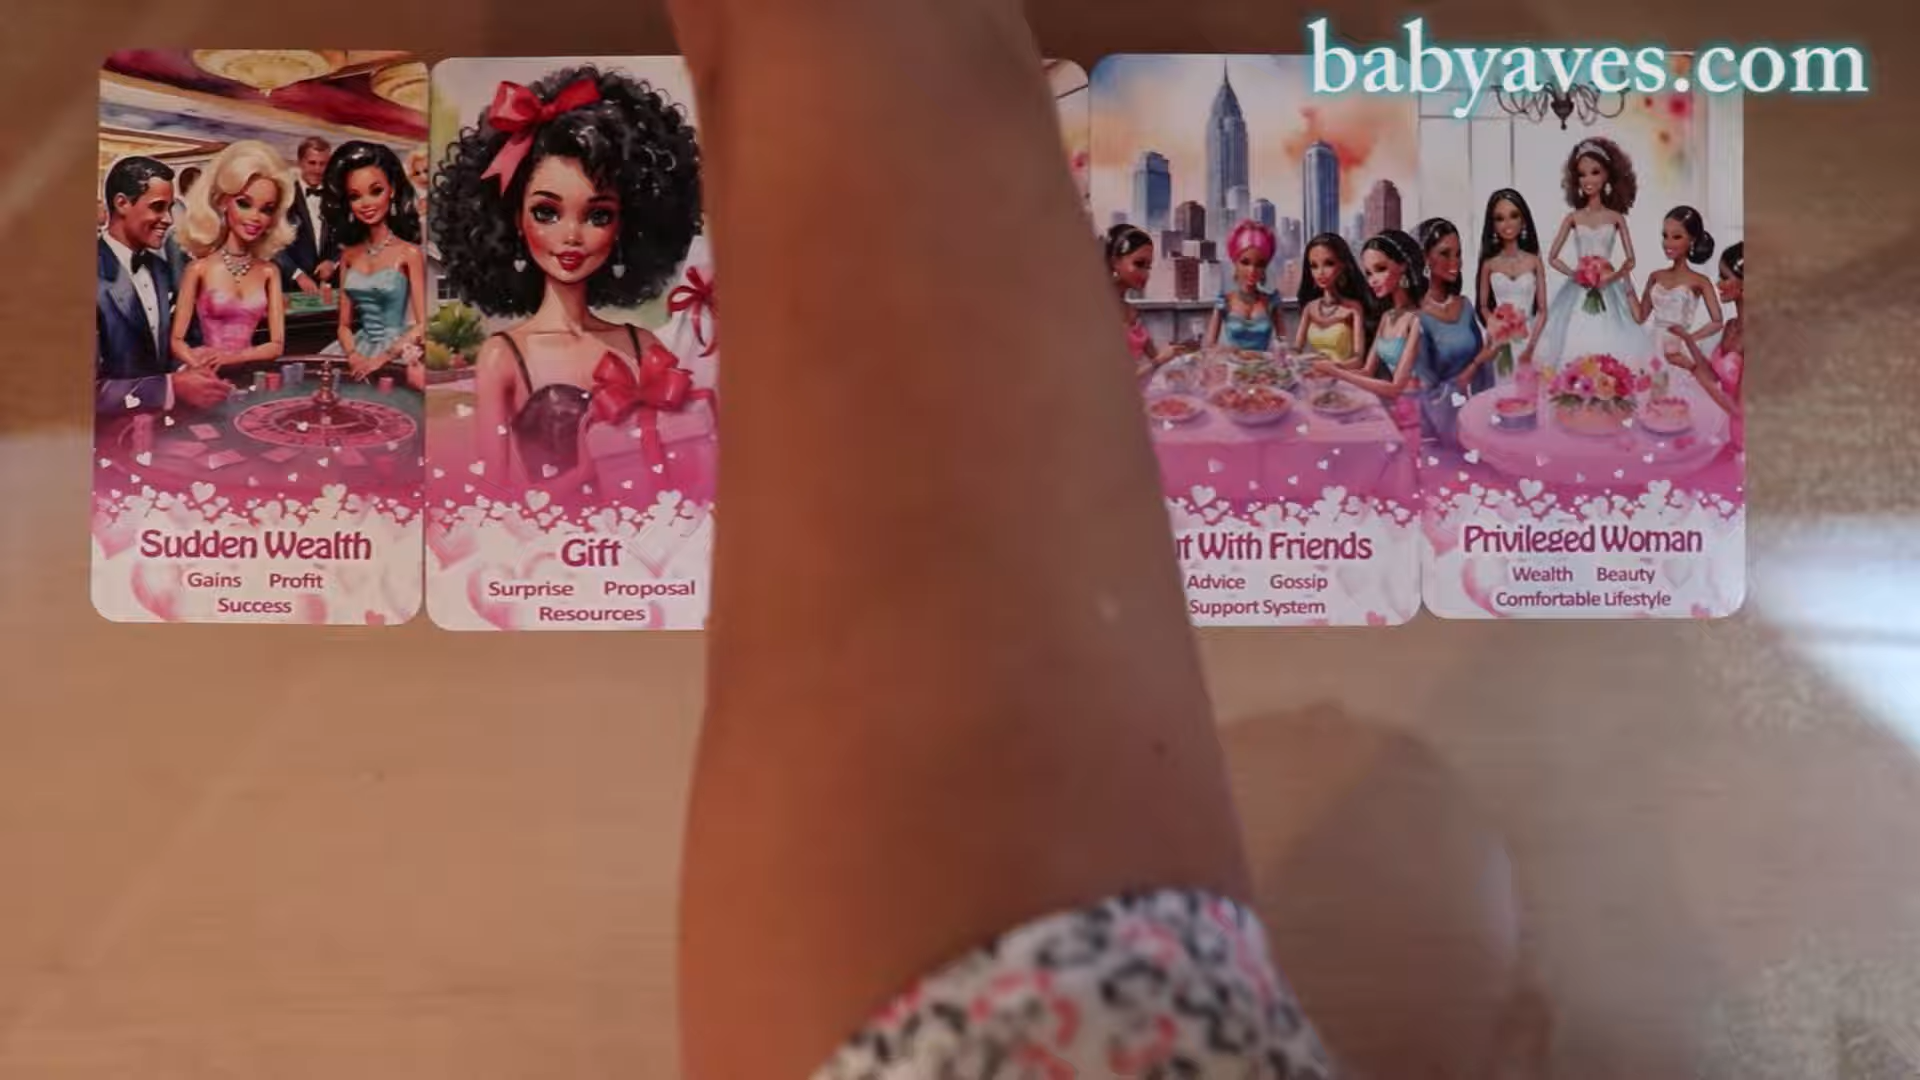 babyaves.com
Sudden Wealth
Gains Profit
Success
Gift
Surprise Proposal
Resources
With Friends
Advice Gossip
Support System
Privileged Woman
Wealth Beauty
Comfortable Lifestyle